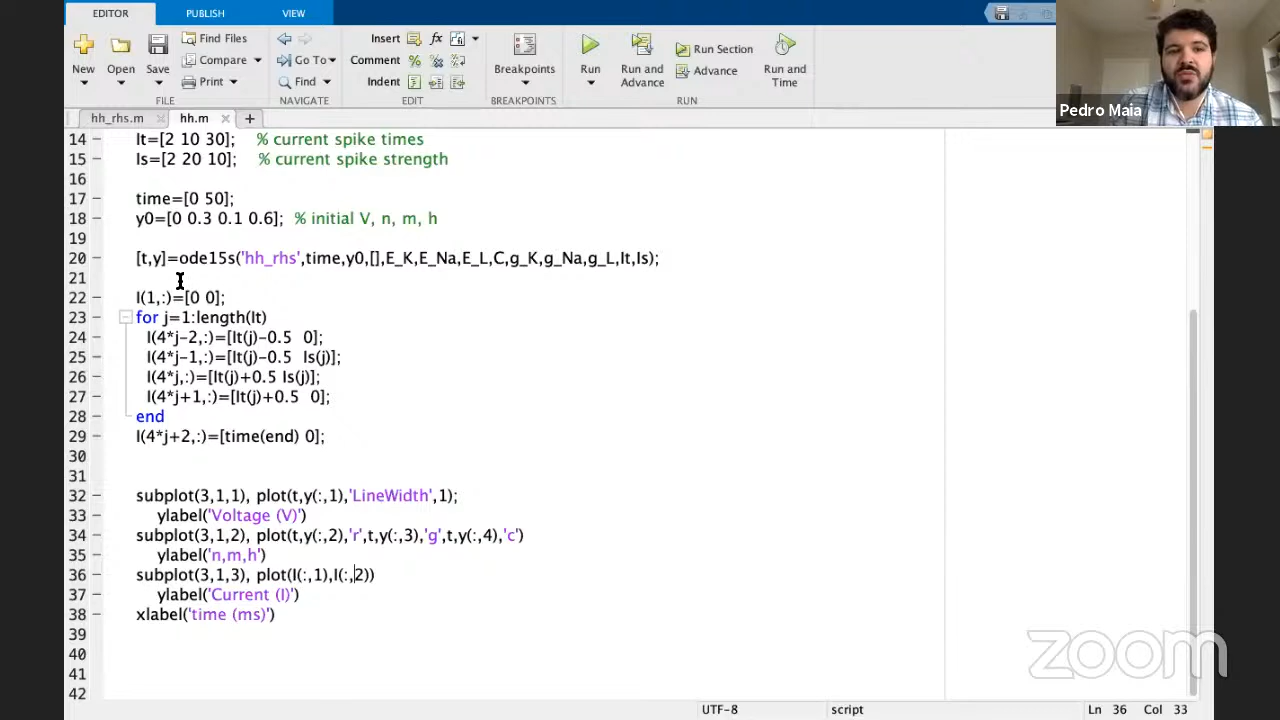 EDITOR PUBLISH VIEW
New Open Save Find Files Compare Print FILE
Go To Find NAVIGATE
Insert Comment Indent EDIT
Breakpoints BREAKPOINTS
Run Run and Advance Run Section Advance Run and Time RUN
Pedro Maia
hh_rhs.m hh.m
14 It=[2 10 30]; % current spike times
15 Is=[2 20 10]; % current spike strength
16
17 time=[0 50];
18 y0=[0 0.3 0.1 0.6]; % initial V, n, m, h
19
20 [t,y]=ode15s('hh_rhs',time,y0,[],E_K,E_Na,E_L,C,g_K,g_Na,g_L,It,Is);
21
22 I(1,:)=[0 0];
23 for j=1:length(It)
24 I(4*j-2,:)=[It(j)-0.5 0];
25 I(4*j-1,:)=[It(j)-0.5 Is(j)];
26 I(4*j,:)=[It(j)+0.5 Is(j)];
27 I(4*j+1,:)=[It(j)+0.5 0];
28 end
29 I(4*j+2,:)=[time(end) 0];
30
31
32 subplot(3,1,1), plot(t,y(:,1),'LineWidth',1);
33 ylabel('Voltage (V)')
34 subplot(3,1,2), plot(t,y(:,2),'r',t,y(:,3),'g',t,y(:,4),'c')
35 ylabel('n,m,h')
36 subplot(3,1,3), plot(I(:,1),I(:,2))
37 ylabel('Current (I)')
38 xlabel('time (ms)')
39
40
41
42
zoom
UTF-8 script Ln 36 Col 33